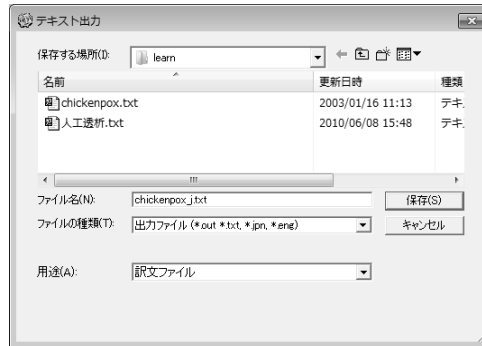 テキスト出力
保存する場所(I): learn
名前 更新日時 種類
chickenpox.txt 2003/01/16 11:13 テキ
人工透析.txt 2010/06/08 15:48 テキ
ファイル名(N): chickenpox_j.txt 保存(S)
ファイルの種類(T): 出力ファイル (*.out *.txt, *.jpn, *.eng) キャンセル
用途(A): 訳文ファイル